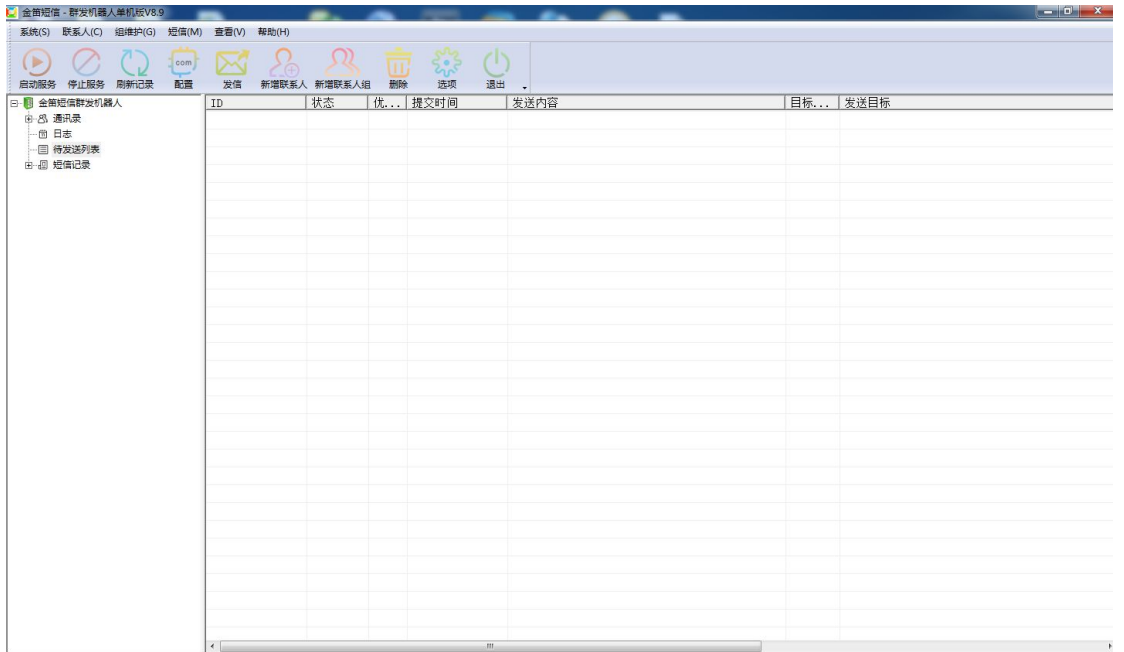 金笛短信 - 群发机器人单机版V8.9
系统(S) 联系人(C) 组维护(G) 短信(M) 查看(V) 帮助(H)
com
启动服务 停止服务 刷新记录 配置 发信 新增联系人 新增联系人组 删除 选项 退出
金笛短信群发机器人
通讯录
日志
待发送列表
短信记录
ID 状态 优... 提交时间 发送内容 目标... 发送目标